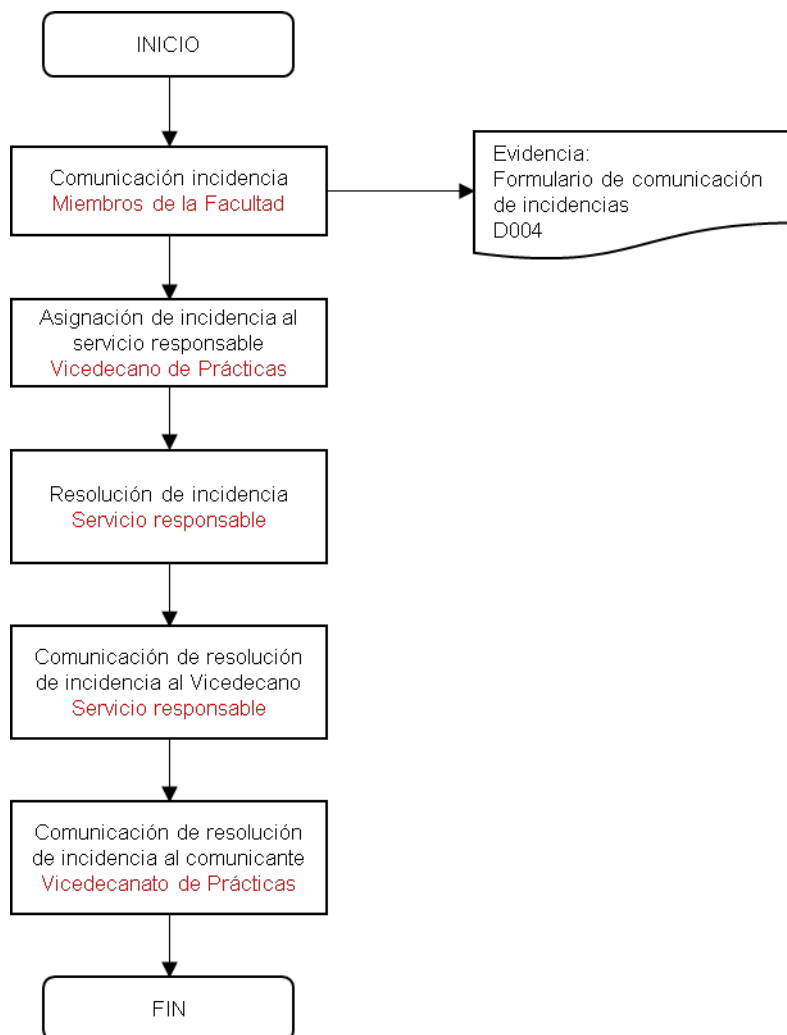 INICIO
Comunicación incidencia
Miembros de la Facultad
Evidencia:
Formulario de comunicación
de incidencias
D004
Asignación de incidencia al
servicio responsable
Vicedecano de Prácticas
Resolución de incidencia
Servicio responsable
Comunicación de resolución
de incidencia al Vicedecano
Servicio responsable
Comunicación de resolución
de incidencia al comunicante
Vicedecanato de Prácticas
FIN